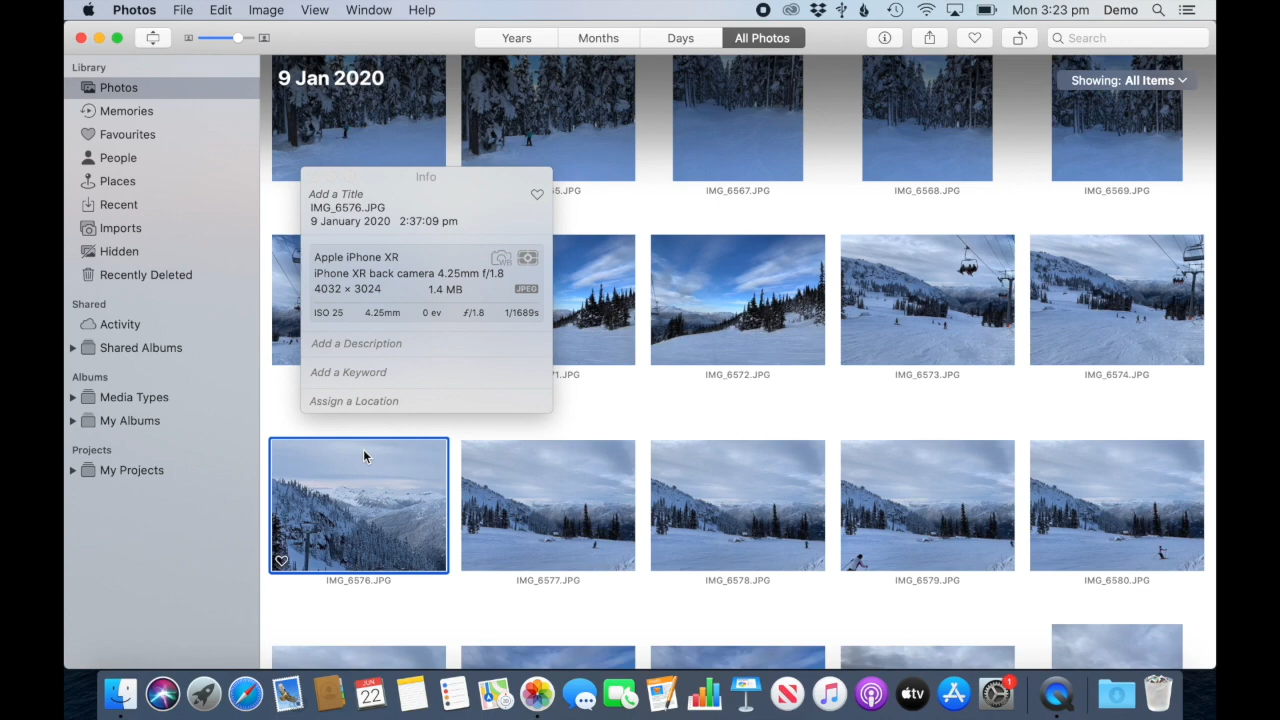 Photos File Edit Image View Window Help Mon 3:23 pm Demo
Years Months Days All Photos Search
Library
Photos
Memories
Favourites
People
Places
Recent
Imports
Hidden
Recently Deleted
Shared
Activity
Shared Albums
Albums
Media Types
My Albums
Projects
My Projects
9 Jan 2020
Showing: All Items
5.JPG IMG_6567.JPG IMG_6568.JPG IMG_6569.JPG
Info
Add a Title
IMG_6576.JPG
9 January 2020 2:37:09 pm
Apple iPhone XR
iPhone XR back camera 4.25mm f/1.8
4032 × 3024 1.4 MB JPEG
ISO 25 4.25mm 0 ev ƒ/1.8 1/1689s
Add a Description
Add a Keyword
Assign a Location
1.JPG IMG_6572.JPG IMG_6573.JPG IMG_6574.JPG
IMG_6576.JPG IMG_6577.JPG IMG_6578.JPG IMG_6579.JPG IMG_6580.JPG
JUN
22
tv
1